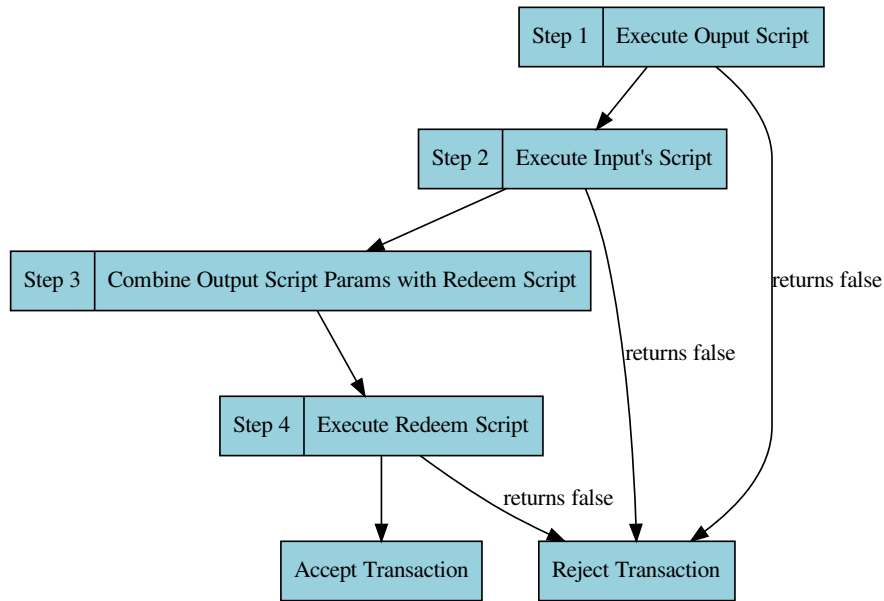 Step 1 Execute Ouput Script
Step 2 Execute Input's Script
Step 3 Combine Output Script Params with Redeem Script
returns false
returns false
Step 4 Execute Redeem Script
returns false
Accept Transaction
Reject Transaction